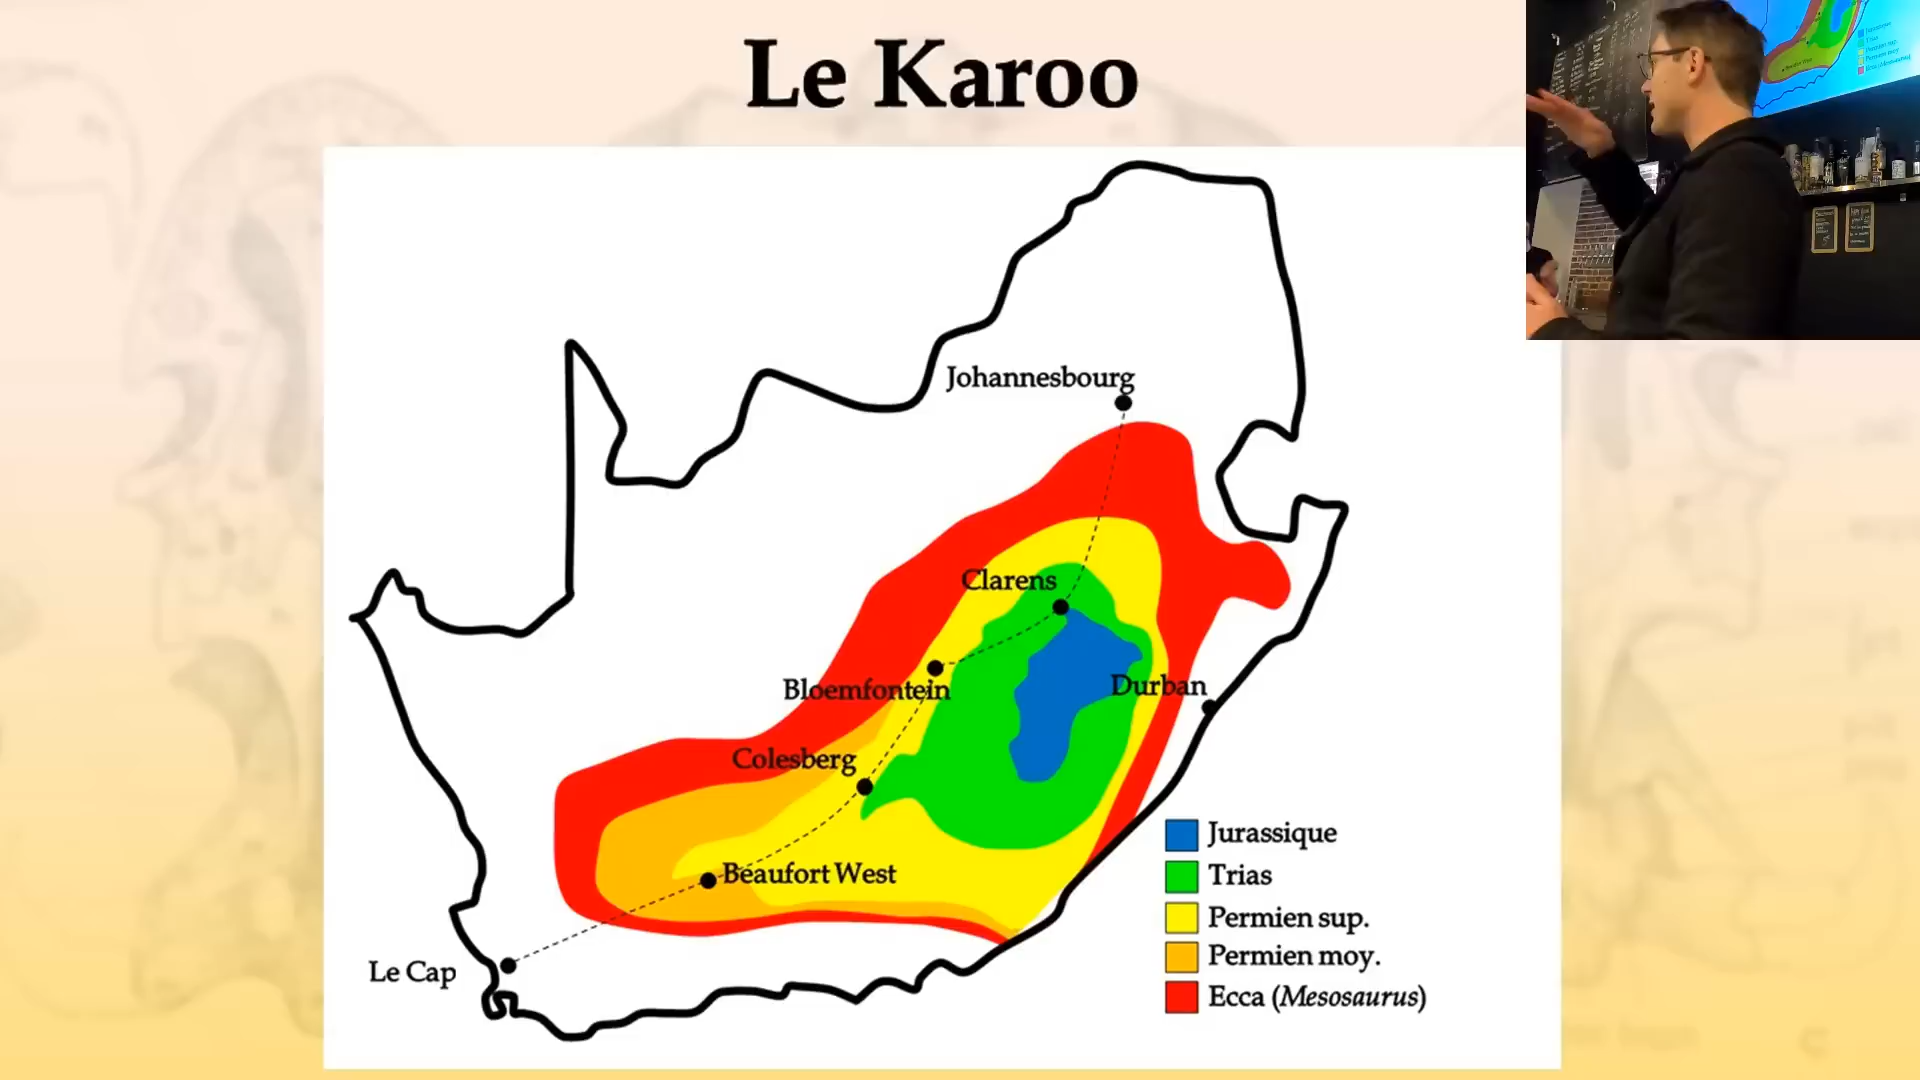 Le Karoo
Johannesbourg
Clarens
Bloemfontein
Durban
Colesberg
Beaufort West
Le Cap
Jurassique
Trias
Permien sup.
Permien moy.
Ecca (Mesosaurus)